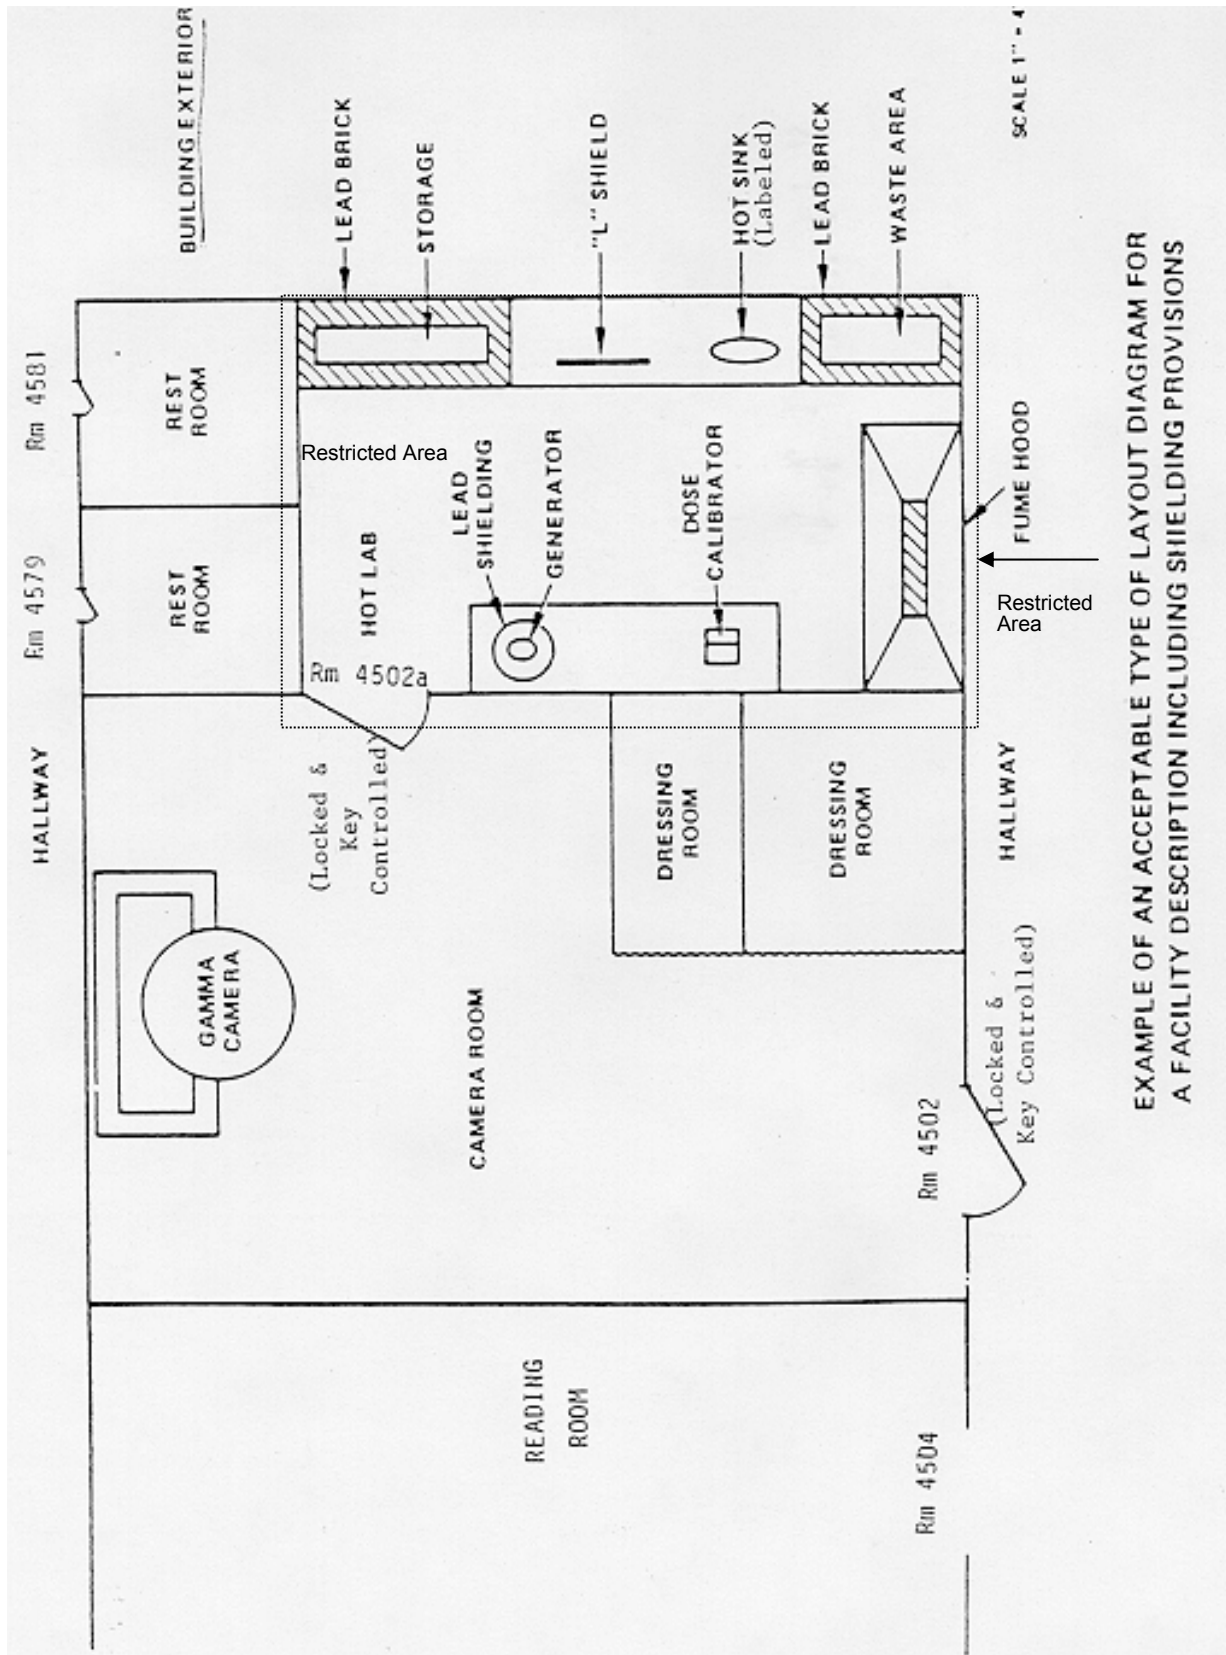 HALLWAY
Rm 4579
Rm 4581
BUILDING EXTERIOR
REST
ROOM
REST
ROOM
LEAD BRICK
STORAGE
"L" SHIELD
HOT SINK
(Labeled)
LEAD BRICK
WASTE AREA
Restricted Area
HOT LAB
Rm 4502a
LEAD
SHIELDING
GENERATOR
DOSE
CALIBRATOR
FUME HOOD
Restricted
Area
(Locked &
Key
Controlled)
GAMMA
CAMERA
CAMERA ROOM
DRESSING
ROOM
DRESSING
ROOM
HALLWAY
(Locked &
Key Controlled)
Rm 4502
READING
ROOM
Rm 4504
SCALE 1" = 4'
EXAMPLE OF AN ACCEPTABLE TYPE OF LAYOUT DIAGRAM FOR
A FACILITY DESCRIPTION INCLUDING SHIELDING PROVISIONS